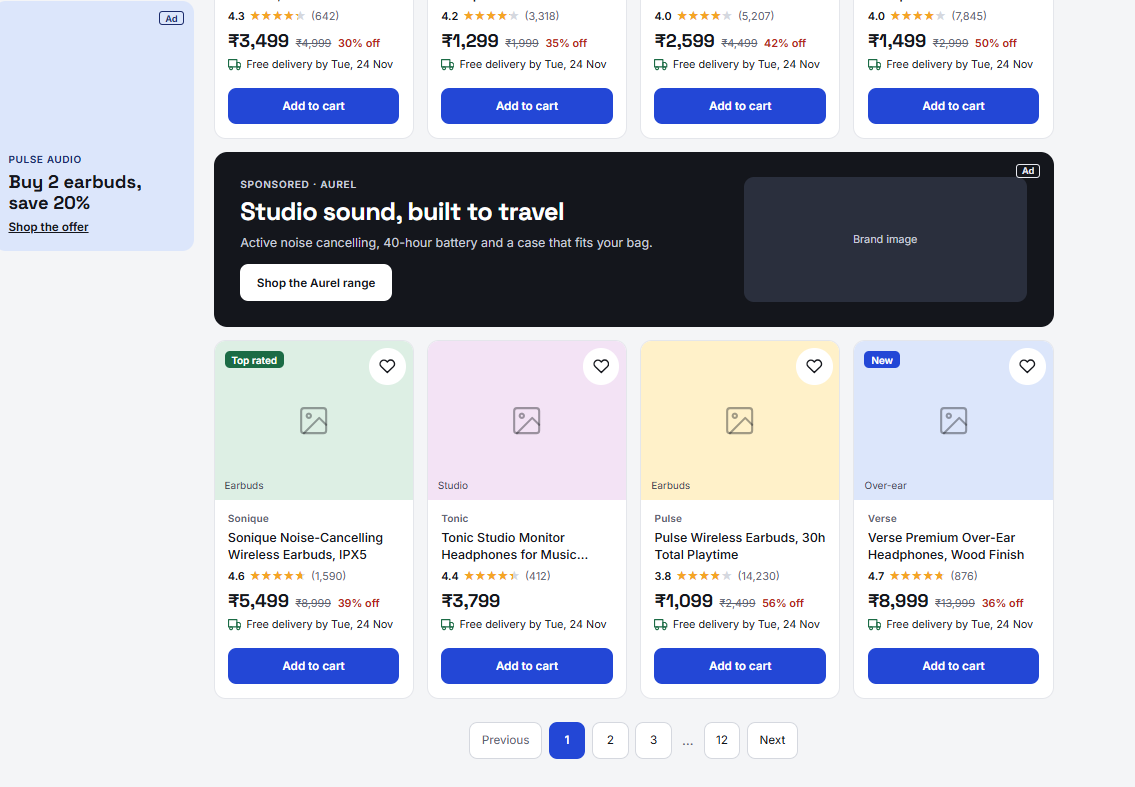 Ad
PULSE AUDIO
Buy 2 earbuds,
save 20%
Shop the offer
4.3 ★★★★★ (642)
₹3,499 ₹4,999 30% off
Free delivery by Tue, 24 Nov
Add to cart
4.2 ★★★★★ (3,318)
₹1,299 ₹1,999 35% off
Free delivery by Tue, 24 Nov
Add to cart
4.0 ★★★★★ (5,207)
₹2,599 ₹4,499 42% off
Free delivery by Tue, 24 Nov
Add to cart
4.0 ★★★★★ (7,845)
₹1,499 ₹2,999 50% off
Free delivery by Tue, 24 Nov
Add to cart
Ad
SPONSORED · AUREL
Studio sound, built to travel
Active noise cancelling, 40-hour battery and a case that fits your bag.
Shop the Aurel range
Brand image
Top rated
Earbuds
Sonique
Sonique Noise-Cancelling
Wireless Earbuds, IPX5
4.6 ★★★★★ (1,590)
₹5,499 ₹8,999 39% off
Free delivery by Tue, 24 Nov
Add to cart
Studio
Tonic
Tonic Studio Monitor
Headphones for Music...
4.4 ★★★★★ (412)
₹3,799
Free delivery by Tue, 24 Nov
Add to cart
Earbuds
Pulse
Pulse Wireless Earbuds, 30h
Total Playtime
3.8 ★★★★★ (14,230)
₹1,099 ₹2,499 56% off
Free delivery by Tue, 24 Nov
Add to cart
New
Over-ear
Verse
Verse Premium Over-Ear
Headphones, Wood Finish
4.7 ★★★★★ (876)
₹8,999 ₹13,999 36% off
Free delivery by Tue, 24 Nov
Add to cart
Previous 1 2 3 ... 12 Next